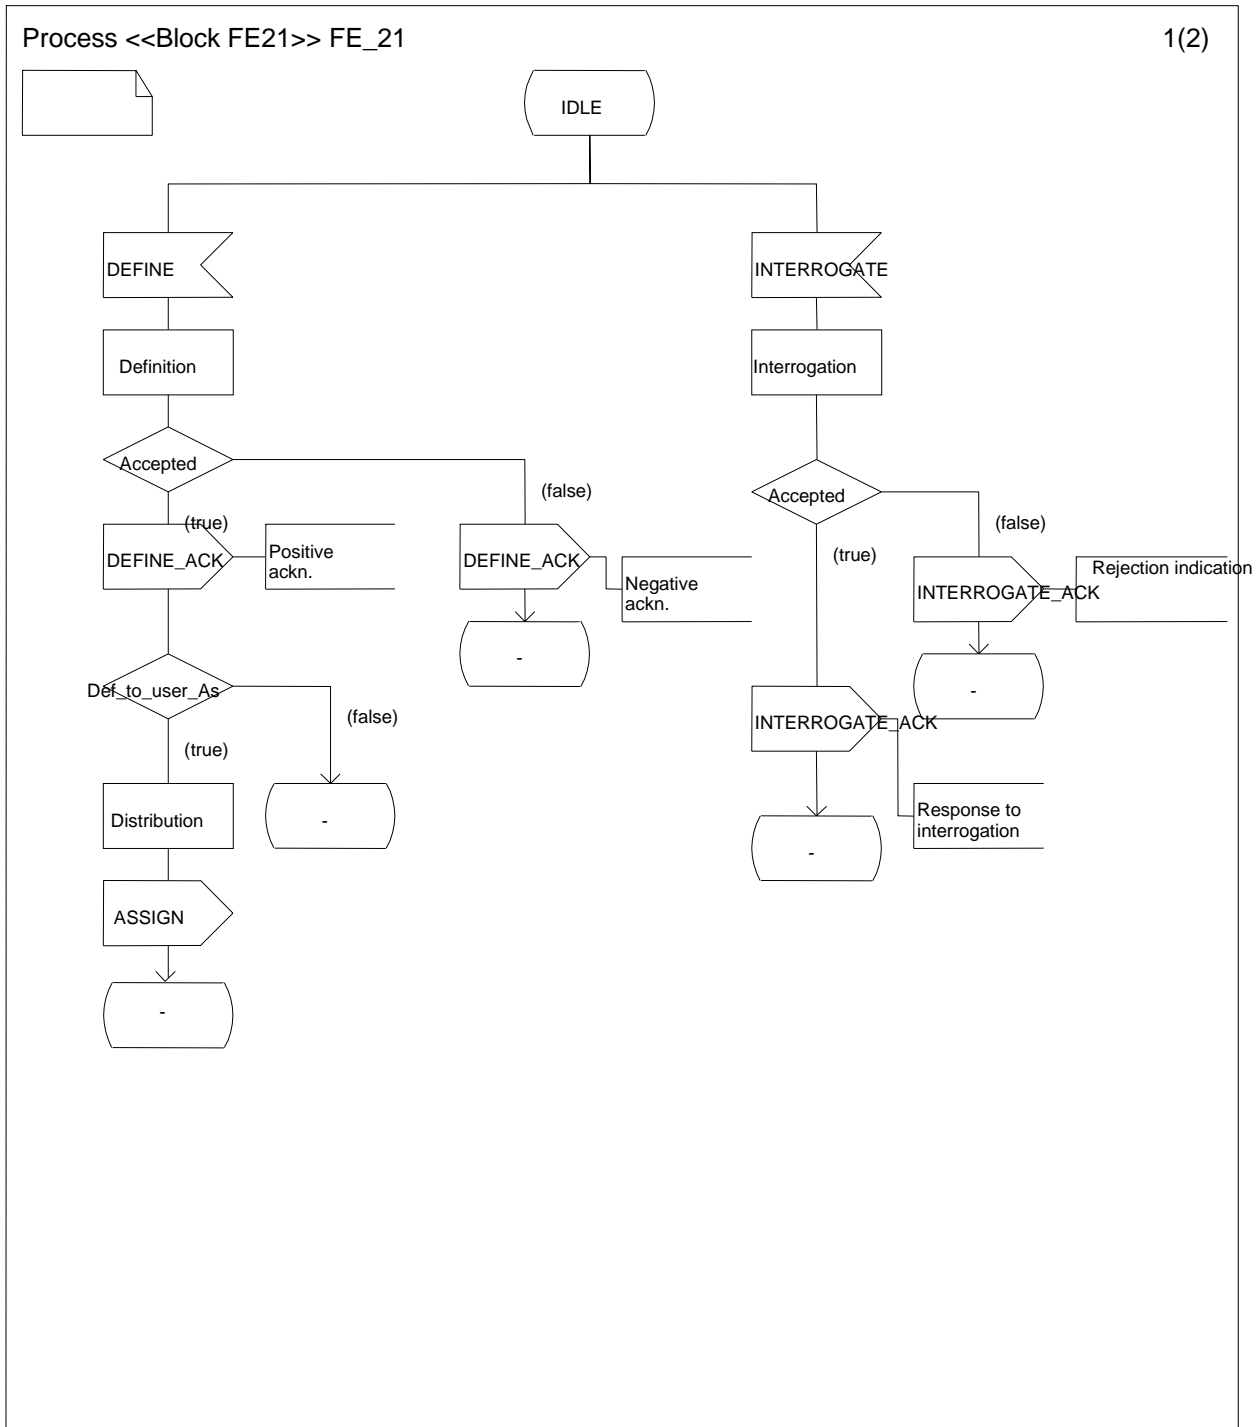 Process <<Block FE21>> FE_21
1(2)
IDLE
DEFINE
INTERROGATE
Definition
Interrogation
Accepted
(false)
Accepted
(true)
(false)
DEFINE_ACK
Positive
ackn.
DEFINE_ACK
Negative
ackn.
(true)
INTERROGATE_ACK
Rejection indication
-
-
Def_to_user_As
(false)
(true)
INTERROGATE_ACK
Distribution
-
Response to
interrogation
-
ASSIGN
-